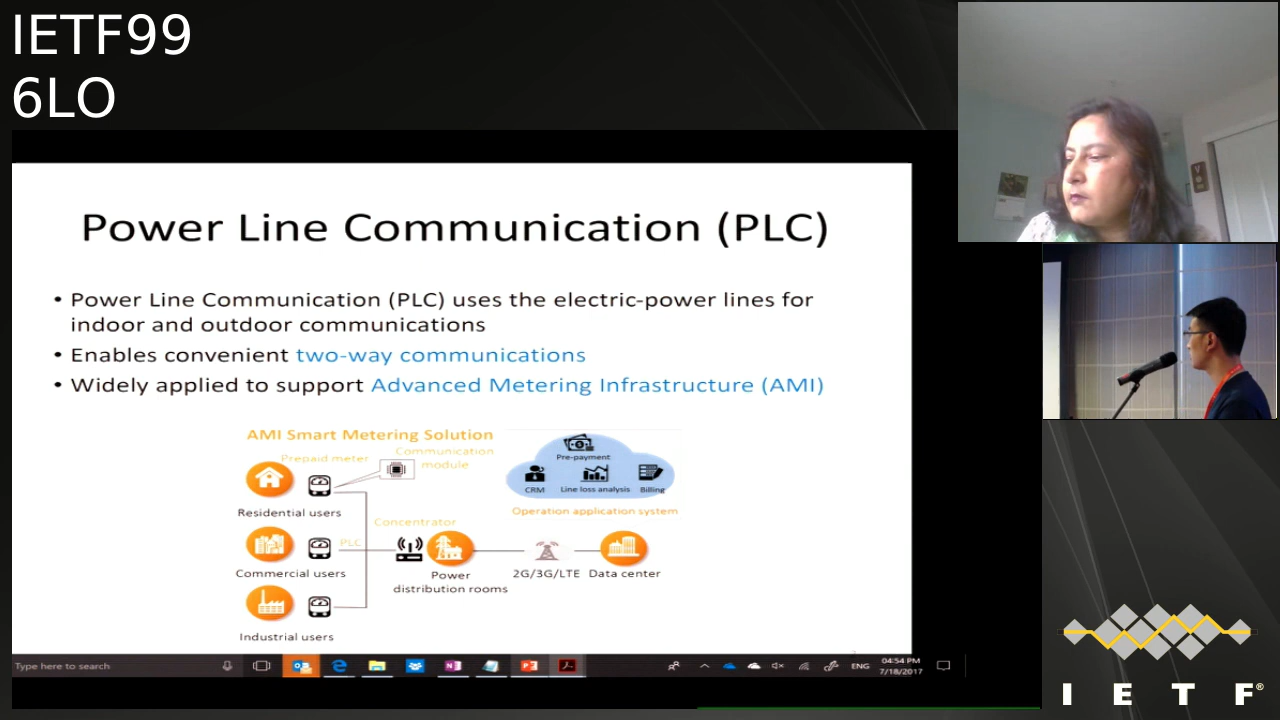 IETF99
6LO
Power Line Communication (PLC)
• Power Line Communication (PLC) uses the electric-power lines for
indoor and outdoor communications
• Enables convenient two-way communications
• Widely applied to support Advanced Metering Infrastructure (AMI)
AMI Smart Metering Solution
Prepaid meter
Communication
module
Pre-payment
CRM
Line loss analysis
Billing
Residential users
Operation application system
Concentrator
PLC
Commercial users
Power
distribution rooms
2G/3G/LTE
Data center
Industrial users
Type here to search
ENG
04:54 PM
7/18/2017
I E T F®